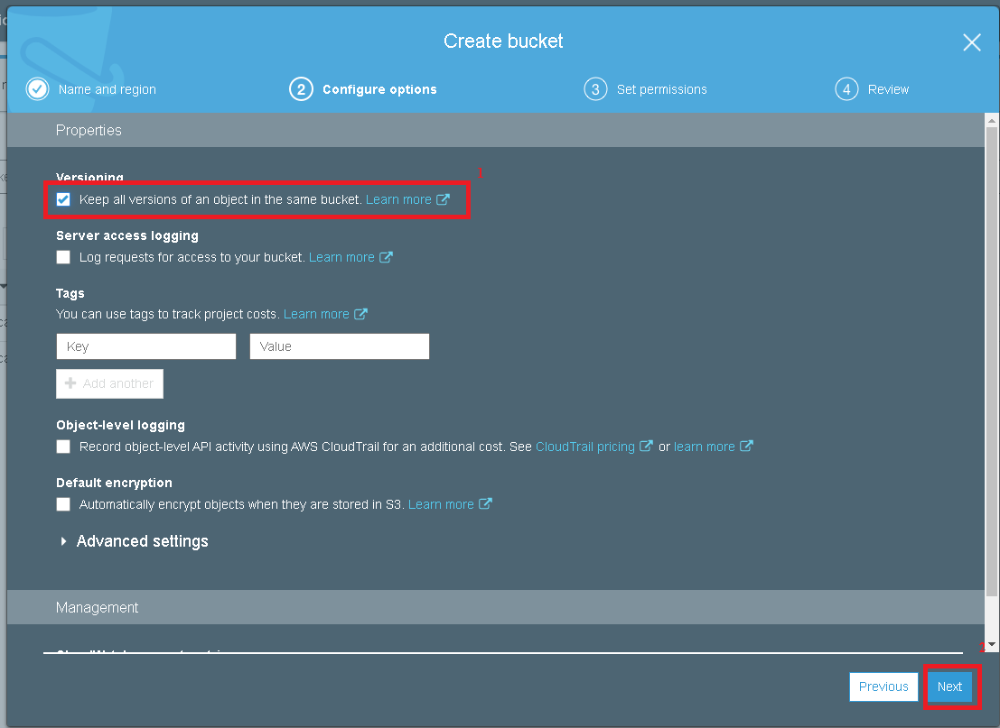 Create bucket
Name and region
2 Configure options
3 Set permissions
4 Review
Properties
Versioning
1
Keep all versions of an object in the same bucket. Learn more
Server access logging
Log requests for access to your bucket. Learn more
Tags
You can use tags to track project costs. Learn more
Key Value
Add another
Object-level logging
Record object-level API activity using AWS CloudTrail for an additional cost. See CloudTrail pricing or learn more
Default encryption
Automatically encrypt objects when they are stored in S3. Learn more
Advanced settings
Management
Previous Next